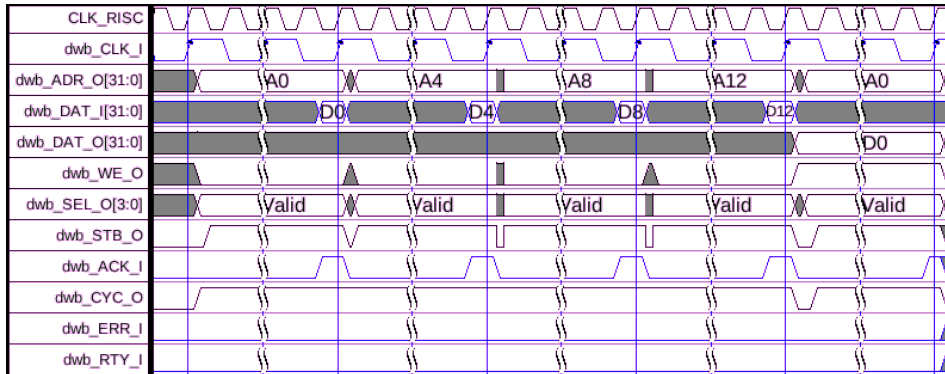 CLK_RISC
dwb_CLK_I
dwb_ADR_O[31:0] A0 A4 A8 A12 A0
dwb_DAT_I[31:0] D0 D4 D8 D12
dwb_DAT_O[31:0] D0
dwb_WE_O
dwb_SEL_O[3:0] Valid Valid Valid Valid Valid
dwb_STB_O
dwb_ACK_I
dwb_CYC_O
dwb_ERR_I
dwb_RTY_I